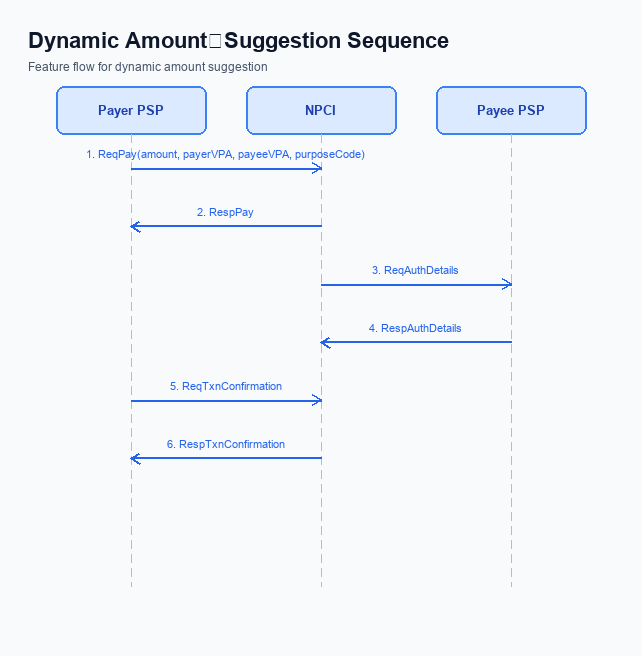 Dynamic Amount□Suggestion Sequence
Feature flow for dynamic amount suggestion
Payer PSP
NPCI
Payee PSP
1. ReqPay(amount, payerVPA, payeeVPA, purposeCode)
2. RespPay
3. ReqAuthDetails
4. RespAuthDetails
5. ReqTxnConfirmation
6. RespTxnConfirmation